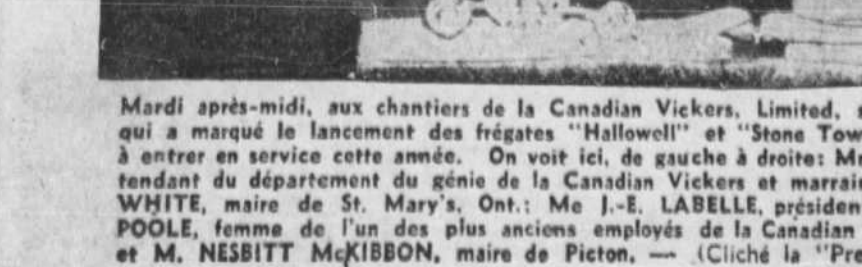 Mardi après-midi, aux chantiers de la Canadian Vickers, Limited,
qui a marqué le lancement des frégates "Hallowell" et "Stone Tow
à entrer en service cette année. On voit ici, de gauche à droite:
tendant du département du génie de la Canadian Vickers et marrai
WHITE, maire de St. Mary's, Ont.: Me J.-E. LABELLE, présiden
POOLE, femme de l'un des plus anciens employés de la Canadian
et M. NESBITT McKIBBON, maire de Picton, — (Cliché la "Pre